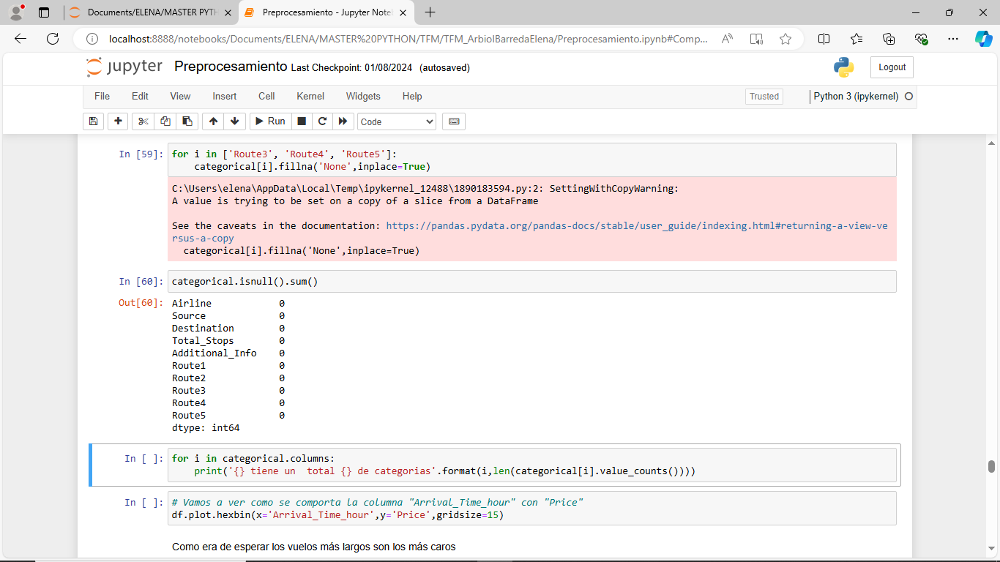 Documents/ELENA/MASTER PYTH
Preprocesamiento - Jupyter Note
localhost:8888/notebooks/Documents/ELENA/MASTER%20PYTHON/TFM/TFM_ArbiolBarredaElena/Preprocesamiento.ipynb#Comp...
jupyter Preprocesamiento Last Checkpoint: 01/08/2024 (autosaved)
Logout
File Edit View Insert Cell Kernel Widgets Help
Trusted
Python 3 (ipykernel)
Run
Code
In [59]: for i in ['Route3', 'Route4', 'Route5']:
categorical[i].fillna('None',inplace=True)
C:\Users\elena\AppData\Local\Temp\ipykernel_12488\1890183594.py:2: SettingWithCopyWarning:
A value is trying to be set on a copy of a slice from a DataFrame
See the caveats in the documentation: https://pandas.pydata.org/pandas-docs/stable/user_guide/indexing.html#returning-a-view-ve
rsus-a-copy
categorical[i].fillna('None',inplace=True)
In [60]: categorical.isnull().sum()
Out[60]: Airline 0
Source 0
Destination 0
Total_Stops 0
Additional_Info 0
Route1 0
Route2 0
Route3 0
Route4 0
Route5 0
dtype: int64
In [ ]: for i in categorical.columns:
print('{} tiene un  total {} de categorias'.format(i,len(categorical[i].value_counts())))
In [ ]: # Vamos a ver como se comporta la columna "Arrival_Time_hour" con "Price"
df.plot.hexbin(x='Arrival_Time_hour',y='Price',gridsize=15)
Como era de esperar los vuelos más largos son los más caros